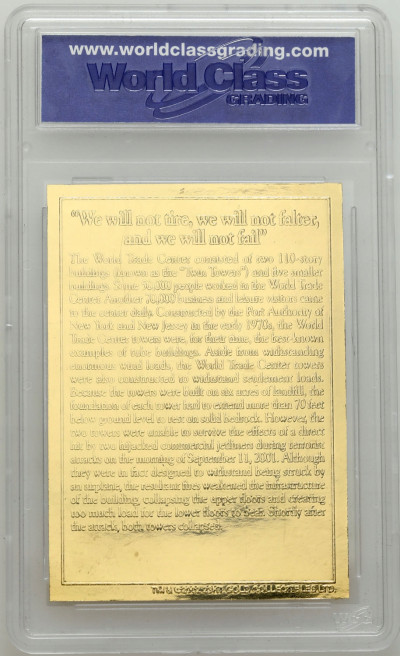 www.worldclassgrading.com
World Class
GRADING
"We will not tire, we will not falter,
and we will not fail"
The World Trade Center consisted of two 110-story
buildings (known as the "Twin Towers") and five smaller
buildings. Some people worked in the World Trade
Center. Another business and leisure visitors came
to the center daily. Constructed by the Port Authority of
New York and New Jersey in the early 1970s, the World
Trade Center towers were, for their time, the best-known
examples of tube buildings. Aside from withstanding
enormous wind loads, the World Trade Center towers
were also constructed to withstand settlement loads.
Because the towers were built on six acres of landfill, the
foundation of each tower had to extend more than 70 feet
below ground level to rest on solid bedrock. However, the
two towers were unable to survive the effects of a direct
hit by two hijacked commercial jetliners during terrorist
attacks on the morning of September 11, 2001. Although
they were in fact designed to withstand being struck by
an airplane, the resultant fires weakened the infrastructure
of the building, collapsing the upper floors and creating
too much load for the lower floors to bear. Shortly after
the attack, both towers collapsed.